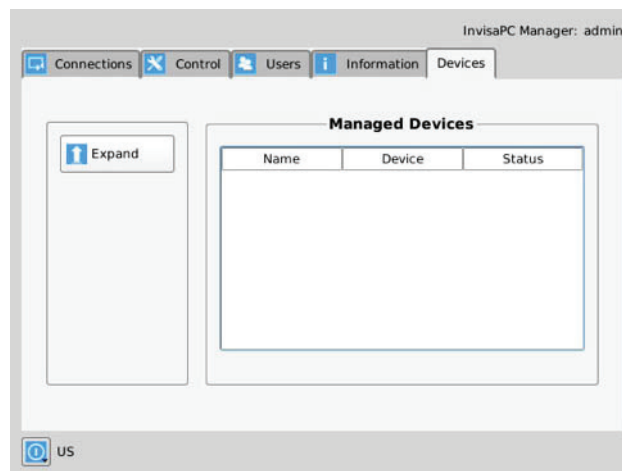 InvisaPC Manager: admin
Connections Control Users Information Devices
Managed Devices
Expand
Name Device Status
US